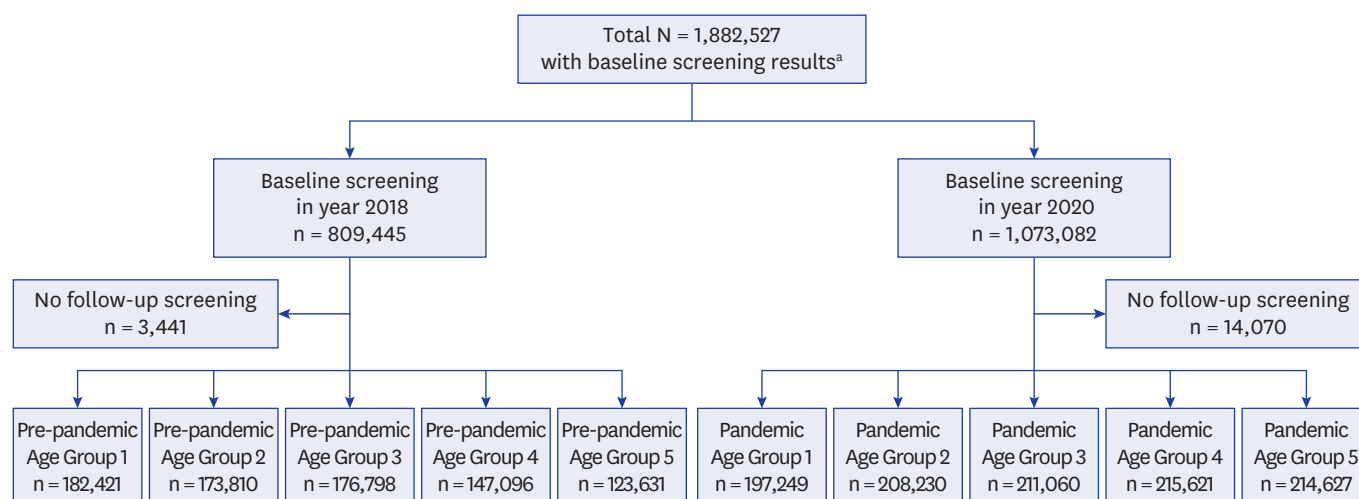 Total N = 1,882,527
with baseline screening resultsᵃ
Baseline screening
in year 2018
n = 809,445
Baseline screening
in year 2020
n = 1,073,082
No follow-up screening
n = 3,441
No follow-up screening
n = 14,070
Pre-pandemic
Age Group 1
n = 182,421
Pre-pandemic
Age Group 2
n = 173,810
Pre-pandemic
Age Group 3
n = 176,798
Pre-pandemic
Age Group 4
n = 147,096
Pre-pandemic
Age Group 5
n = 123,631
Pandemic
Age Group 1
n = 197,249
Pandemic
Age Group 2
n = 208,230
Pandemic
Age Group 3
n = 211,060
Pandemic
Age Group 4
n = 215,621
Pandemic
Age Group 5
n = 214,627